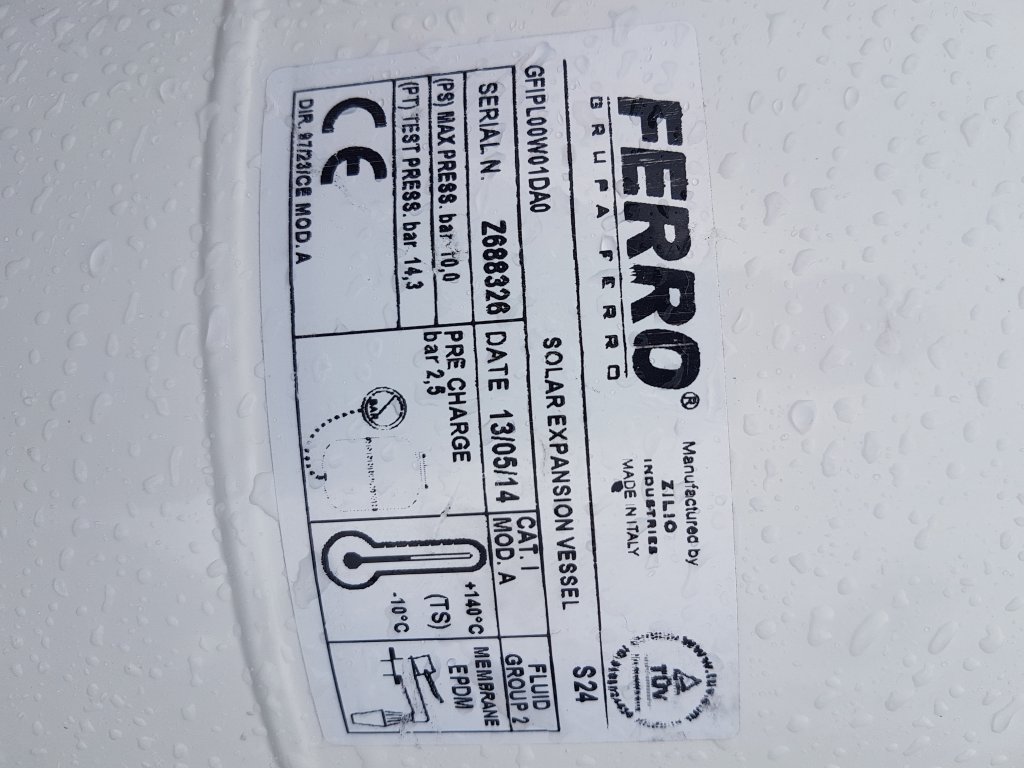 FERRO®
GRUPA FERRO
Manufactured by
ZILIO
INDUSTRIES
MADE IN ITALY
TÜV
GFIPL00W01DA0
SOLAR EXPANSION VESSEL
S24
SERIAL N. Z688326
DATE 13/05/14
CAT. I
MOD. A
FLUID
GROUP 2
(PS) MAX PRESS. bar 10,0
(PT) TEST PRESS. bar 14,3
CE
DIR. 97/23/CE MOD. A
PRE CHARGE
bar 2,5
BAR
+140°C
(TS)
-10°C
MEMBRANE
EPDM